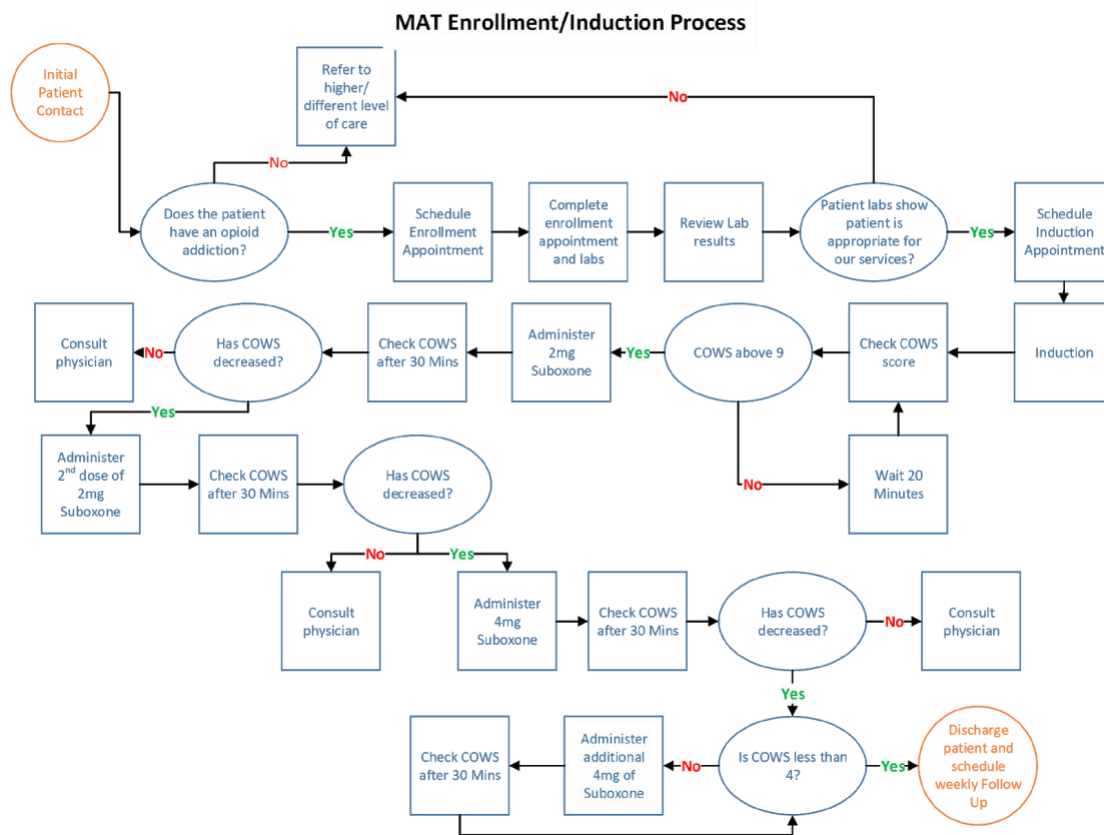 MAT Enrollment/Induction Process
Initial
Patient
Contact
Refer to
higher/
different level
of care
No
No
Does the patient
have an opioid
addiction?
Yes
Schedule
Enrollment
Appointment
Complete
enrollment
appointment
and labs
Review Lab
results
Patient labs show
patient is
appropriate for
our services?
Yes
Schedule
Induction
Appointment
Induction
Check COWS
score
COWS above 9
No
Wait 20
Minutes
Yes
Administer
2mg
Suboxone
Check COWS
after 30 Mins
Has COWS
decreased?
No
Consult
physician
Yes
Administer
2nd dose of
2mg
Suboxone
Check COWS
after 30 Mins
Has COWS
decreased?
No
Yes
Consult
physician
Administer
4mg
Suboxone
Check COWS
after 30 Mins
Has COWS
decreased?
No
Consult
physician
Yes
Is COWS less than
4?
No
Administer
additional
4mg of
Suboxone
Check COWS
after 30 Mins
Yes
Discharge
patient and
schedule
weekly Follow
Up